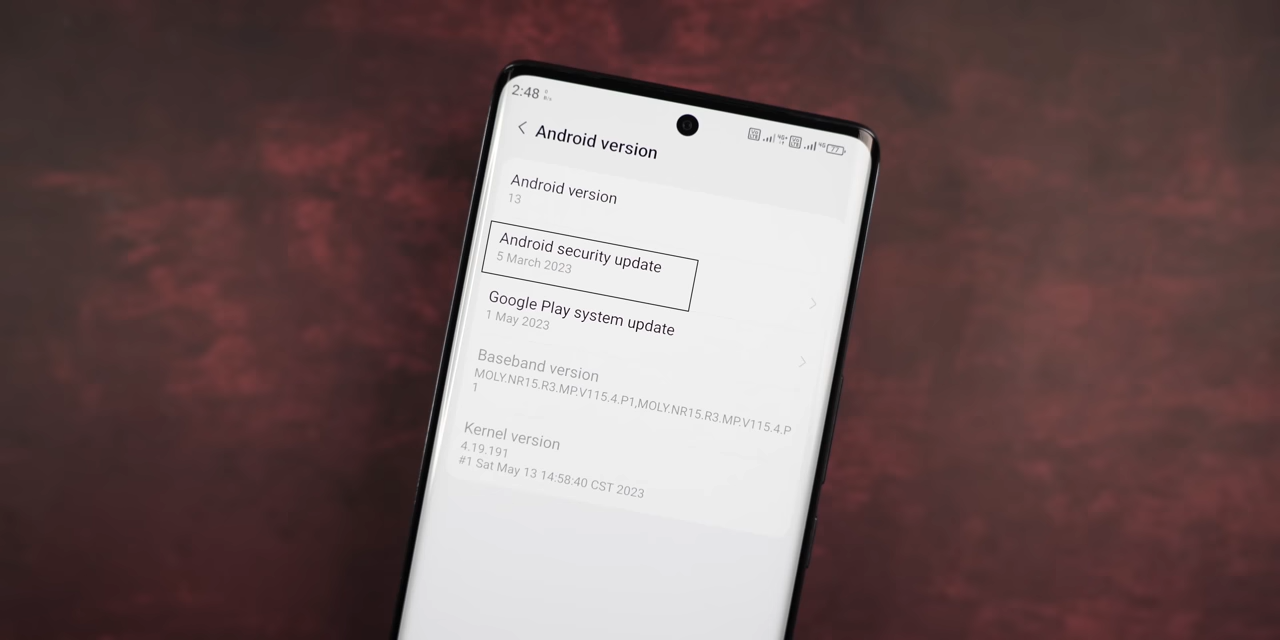 2:48
77
Android version
Android version
13
Android security update
5 March 2023
Google Play system update
1 May 2023
Baseband version
MOLY.NR15.R3.MP.V115.4.P1,MOLY.NR15.R3.MP.V115.4.P
1
Kernel version
4.19.191
#1 Sat May 13 14:58:40 CST 2023